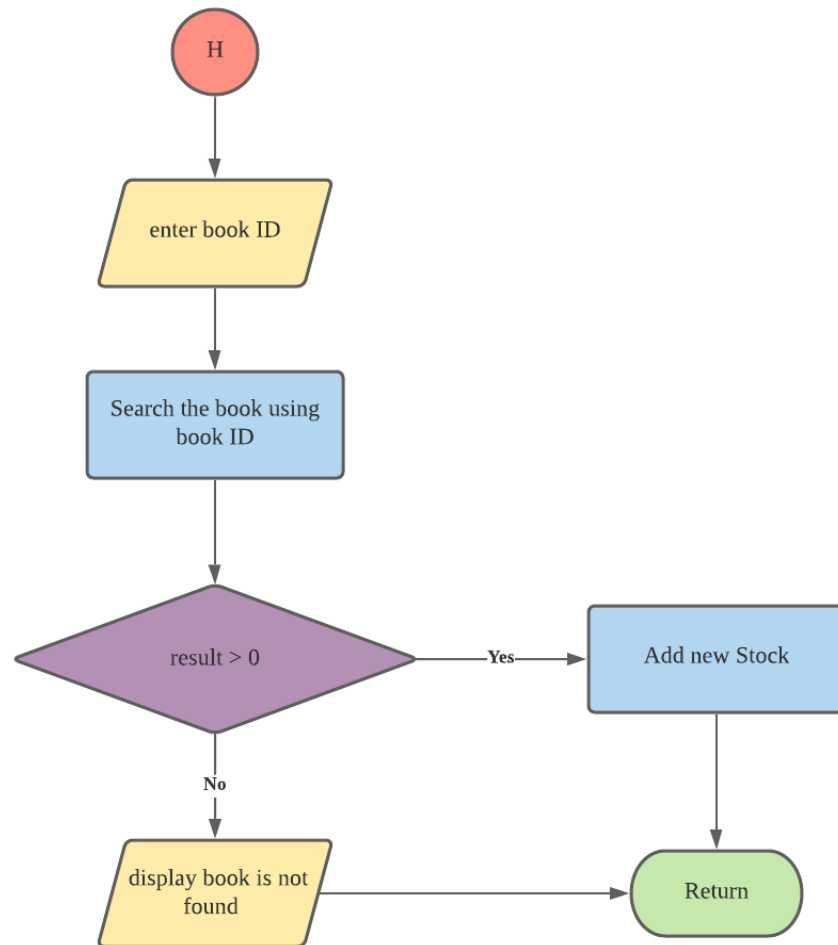 H
enter book ID
Search the book using
book ID
result > 0
Yes
Add new Stock
No
display book is not
found
Return